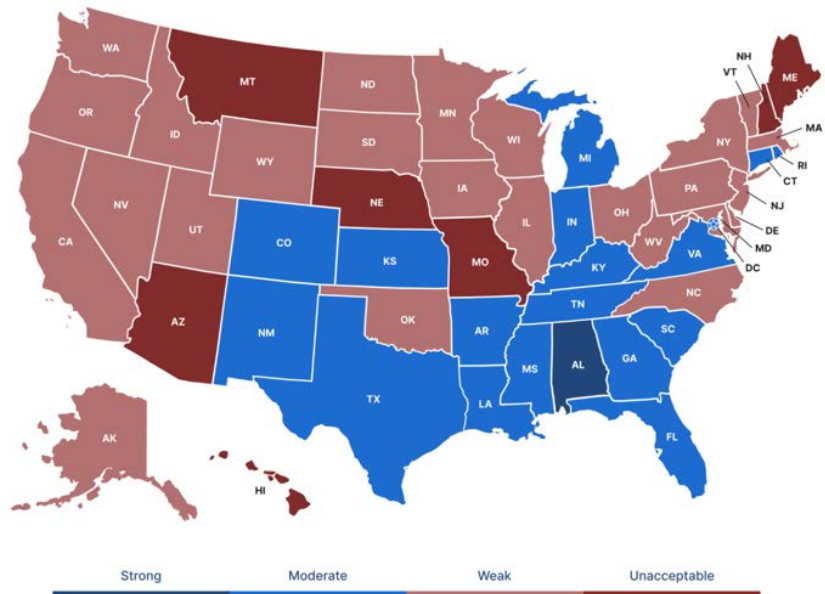 WA
MT
ND
MN
OR
ID
WY
SD
WI
MI
NH
VT
ME
NY
MA
RI
CT
NV
UT
CA
NE
IA
IL
IN
OH
PA
NJ
DE
MD
DC
WV
VA
CO
KS
MO
KY
AZ
NM
OK
AR
TN
NC
SC
TX
LA
MS
AL
GA
FL
AK
HI
Strong Moderate Weak Unacceptable